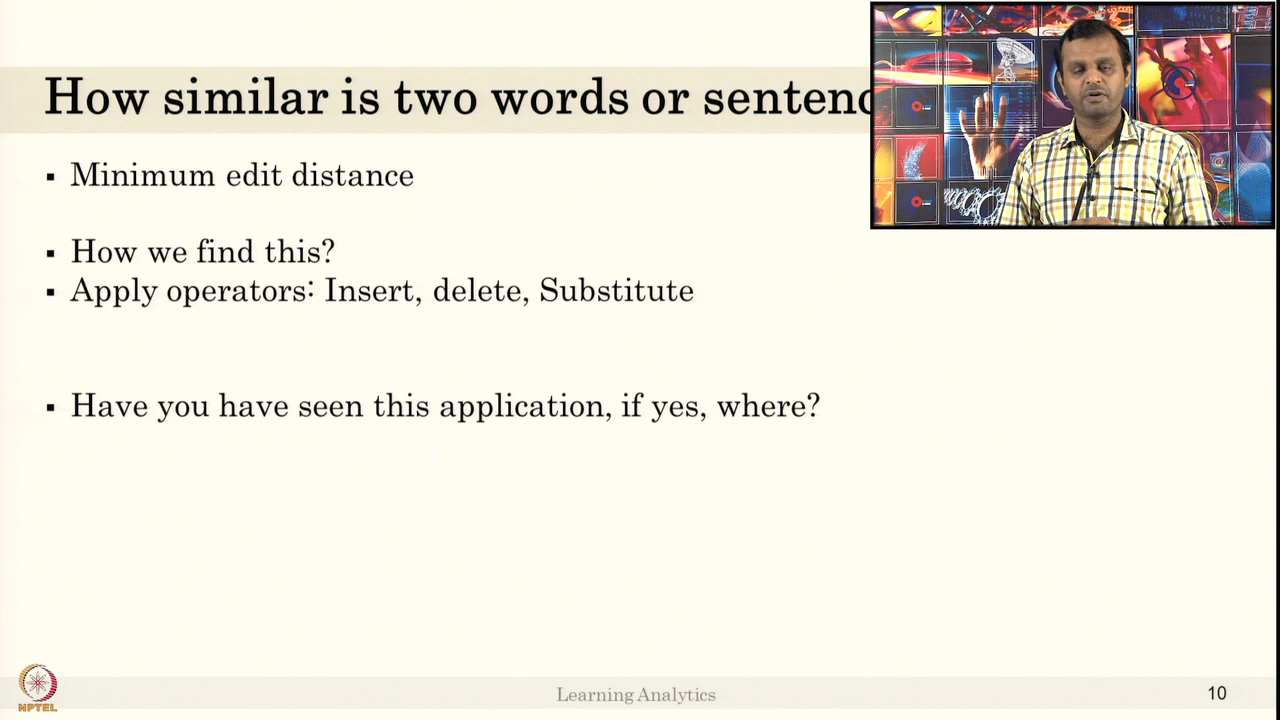 How similar is two words or
▪ Minimum edit distance
▪ How we find this?
▪ Apply operators: Insert, delete, Substitute
▪ Have you have seen this application, if yes, where?
NPTEL
Learning Analytics
10